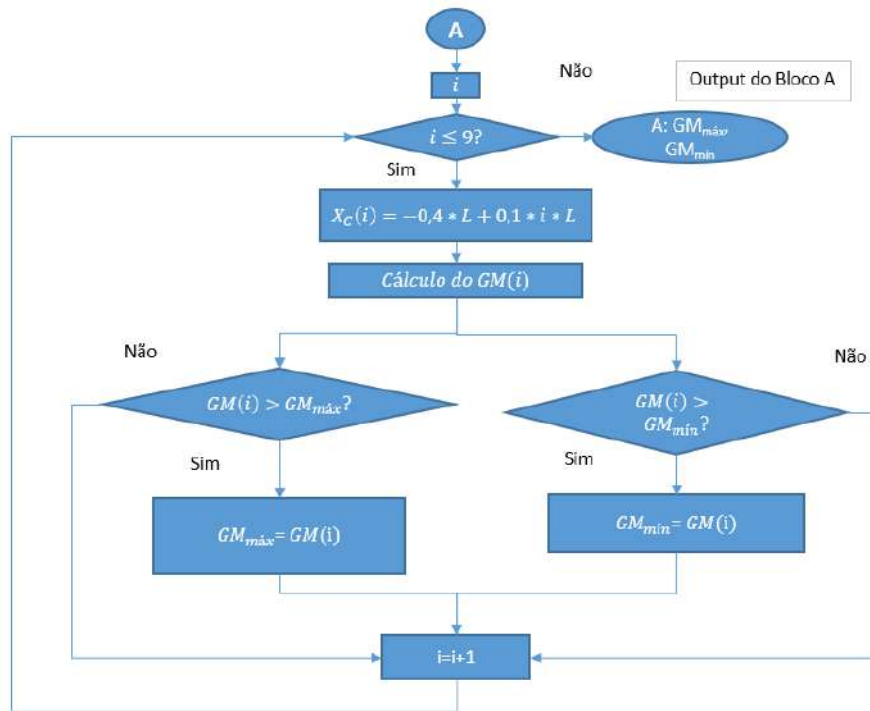 A
i
Não
Output do Bloco A
i ≤ 9?
A: GMmáx,
GMmín
Sim
XC(i) = −0,4 ∗ L + 0,1 ∗ i ∗ L
Cálculo do GM(i)
Não
Não
GM(i) > GMmáx?
GM(i) >
GMmín?
Sim
Sim
GMmáx= GM(i)
GMmín= GM(i)
i=i+1